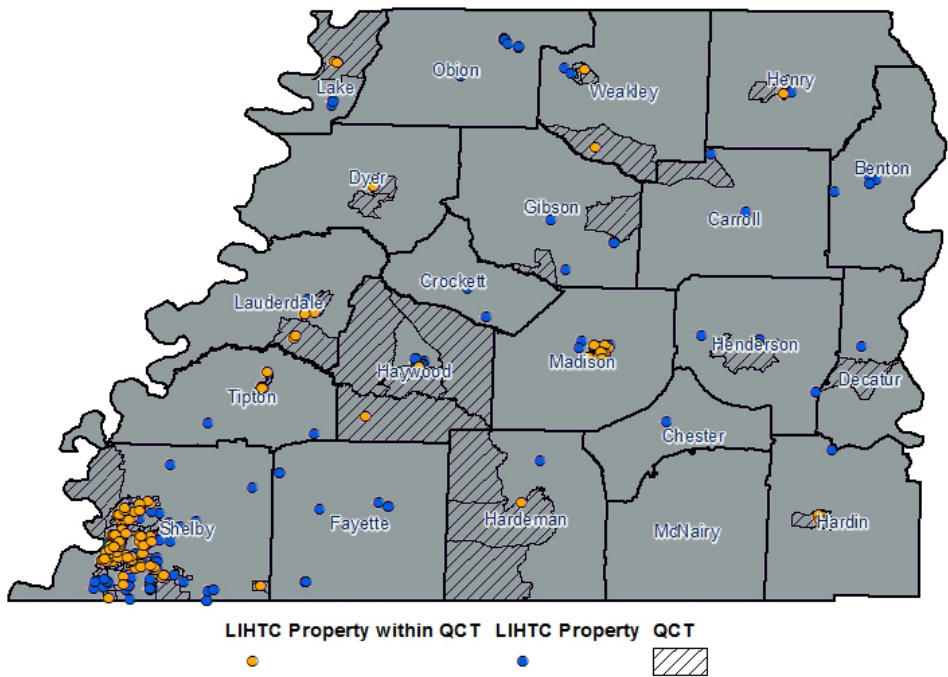 Obion
Lake
Weakley
Henry
Dyer
Benton
Gibson
Carroll
Crockett
Lauderdale
Madison
Henderson
Haywood
Decatur
Tipton
Chester
Shelby
Fayette
Hardeman
McNairy
Hardin
LIHTC Property within QCT LIHTC Property QCT